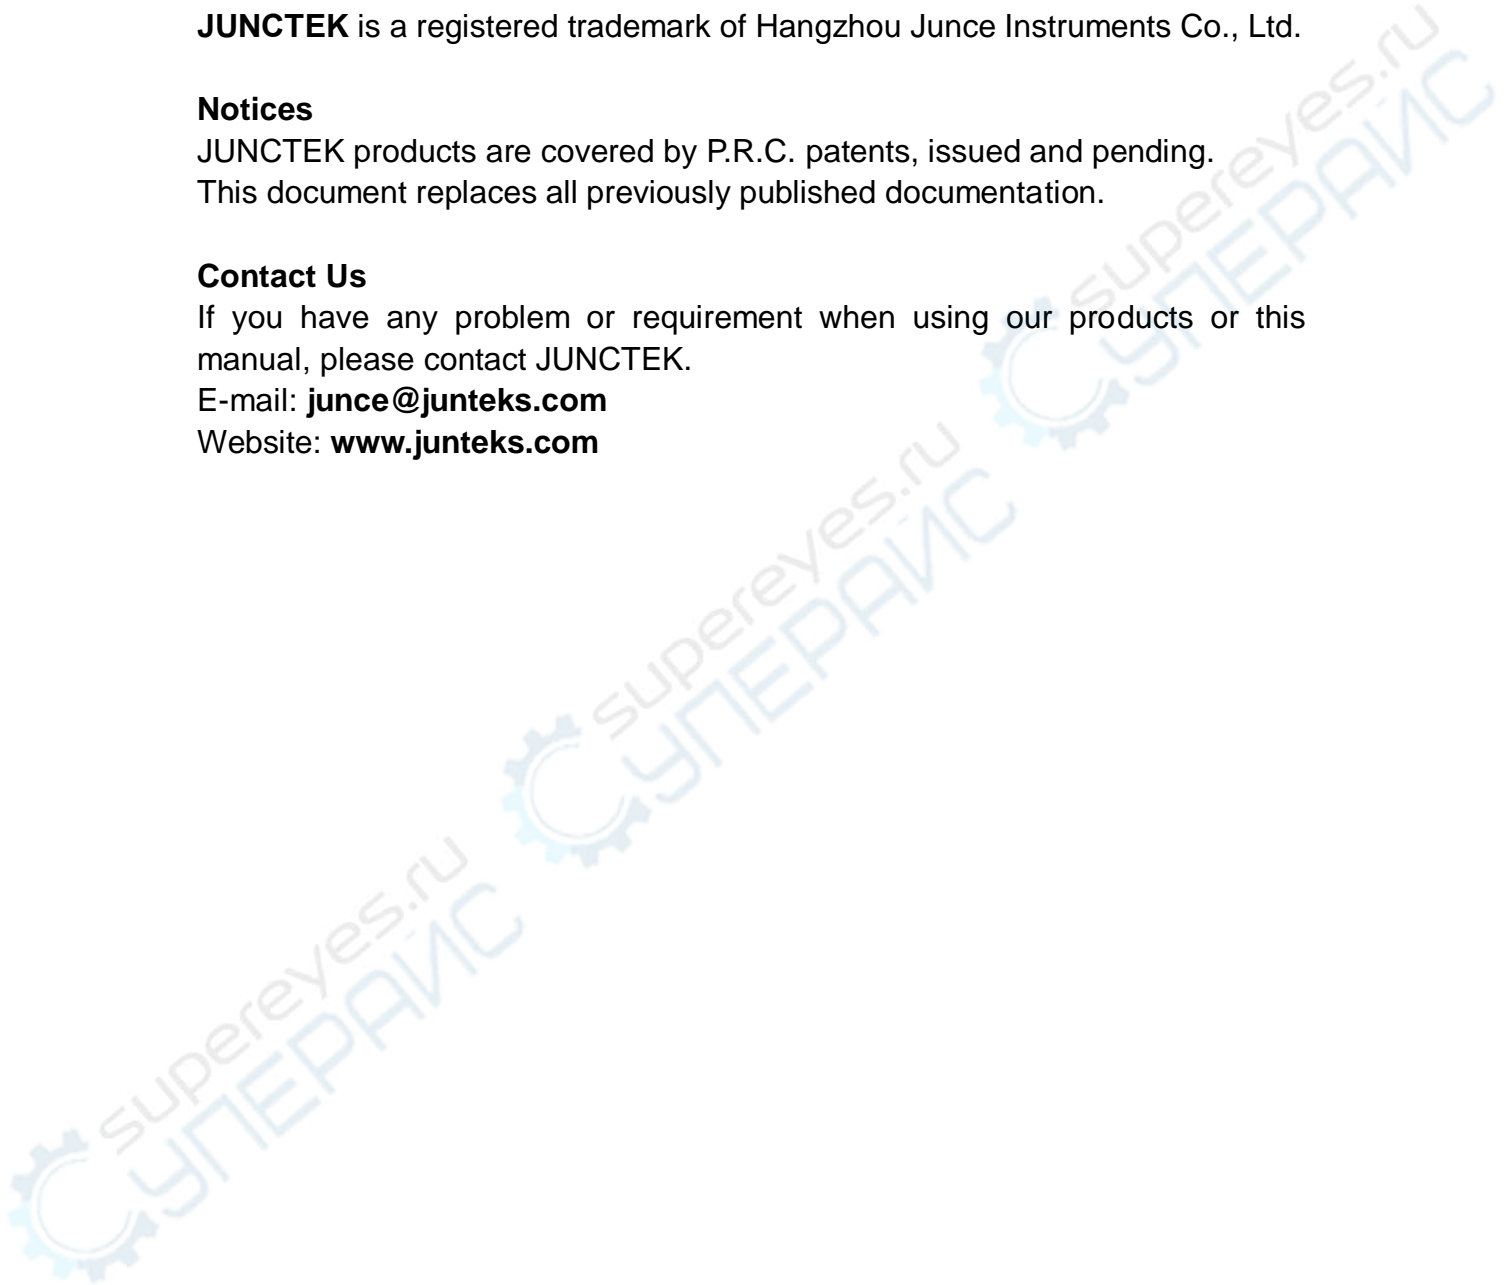 JUNCTEK is a registered trademark of Hangzhou Junce Instruments Co., Ltd.
Notices
JUNCTEK products are covered by P.R.C. patents, issued and pending.
This document replaces all previously published documentation.
Contact Us
If you have any problem or requirement when using our products or this
manual, please contact JUNCTEK.
E-mail: junce@junteks.com
Website: www.junteks.com
supereyes.ru
СУПЕРАЙС
supereyes.ru
СУПЕРАЙС
supereyes.ru
СУПЕРАЙС